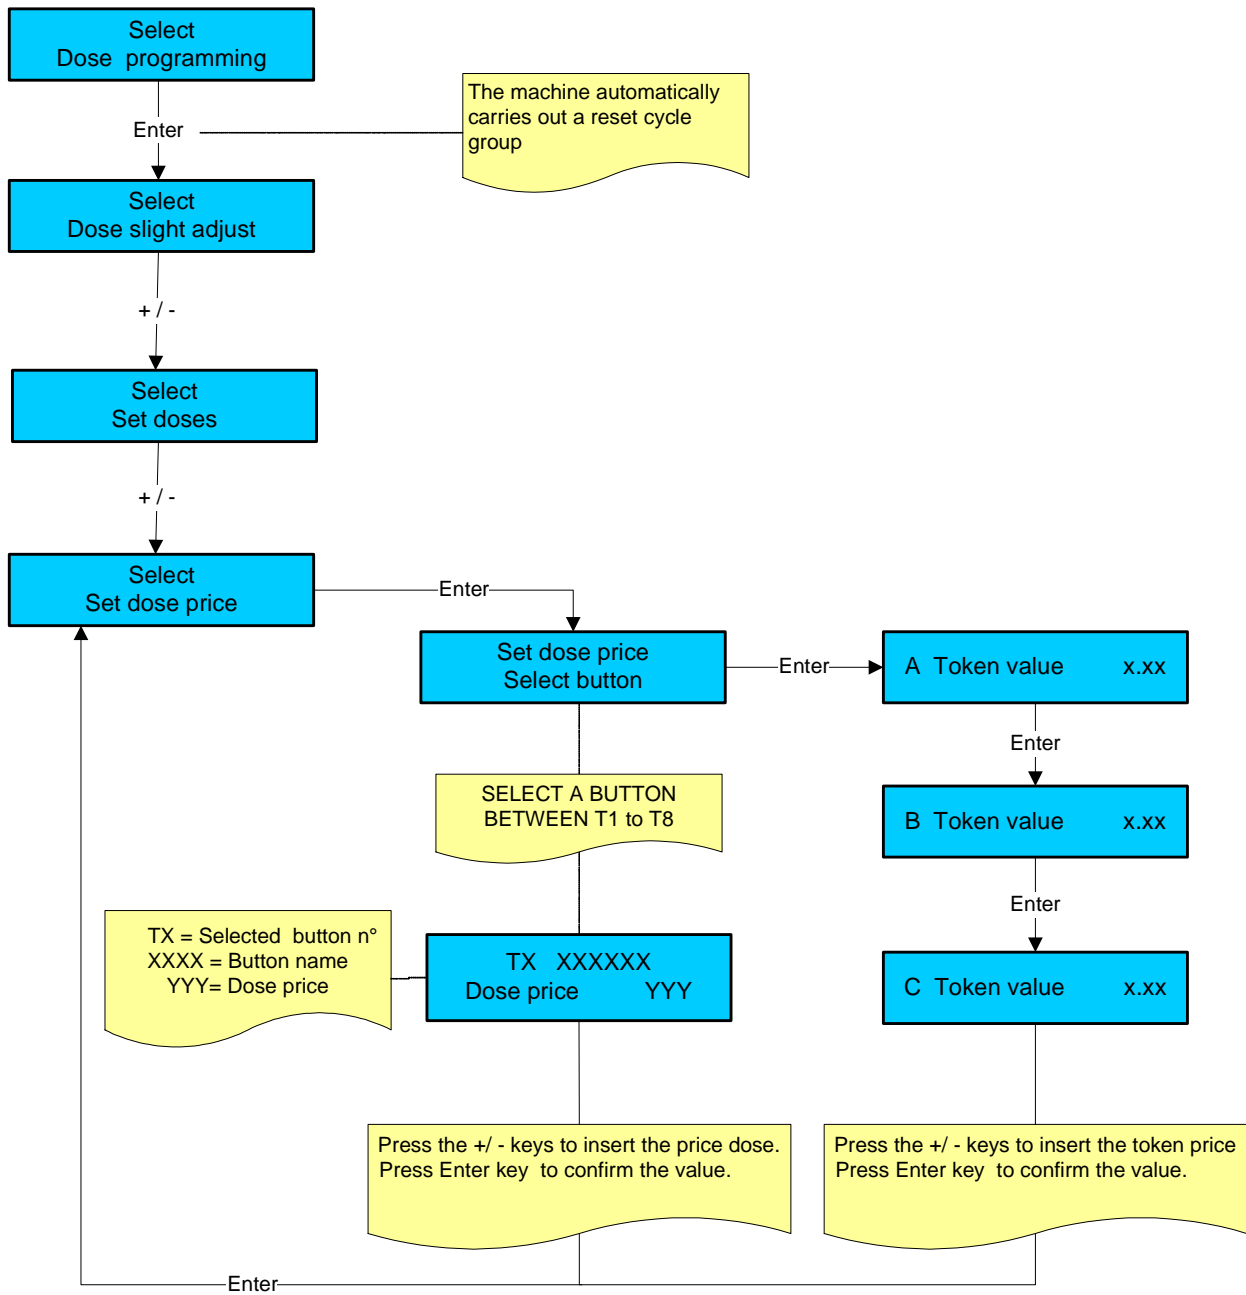 Select
Dose programming
The machine automatically
carries out a reset cycle
group
Enter
Select
Dose slight adjust
+ / -
Select
Set doses
+ / -
Select
Set dose price
Enter
Set dose price
Select button
Enter
A Token value x.xx
Enter
SELECT A BUTTON
BETWEEN T1 to T8
B Token value x.xx
Enter
TX = Selected button n°
XXXX = Button name
YYY= Dose price
TX XXXXXX
Dose price YYY
C Token value x.xx
Press the +/ - keys to insert the price dose.
Press Enter key to confirm the value.
Press the +/ - keys to insert the token price
Press Enter key to confirm the value.
Enter